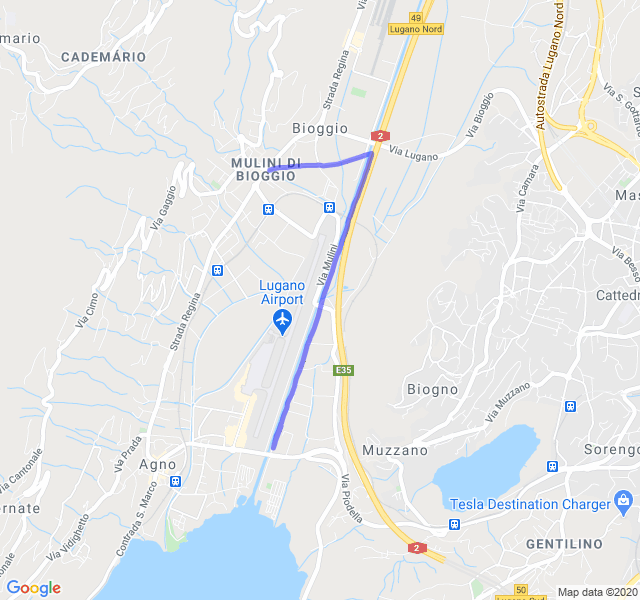 49
Lugano Nord
mario
CADEMÁRIO
Strada Regina
Autostrada Lugano Nord
Via S. Gottardo
Bioggio
2
Via Lugano
Via Bioggio
MULINI DI
BIOGGIO
Via Camara
Mas
Via Gaggio
Via Mulini
Via Besso
Lugano
Airport
Via Cimo
Strada Regina
Cattedr
E35
Biogno
Via Muzzano
Via Prada
Muzzano
Sorengo
Agno
Via Cantonale
Contrada S. Marco
Via Piodella
Tesla Destination Charger
ernate
Via Vidighetto
2
GENTILINO
Google
50
Map data ©2020